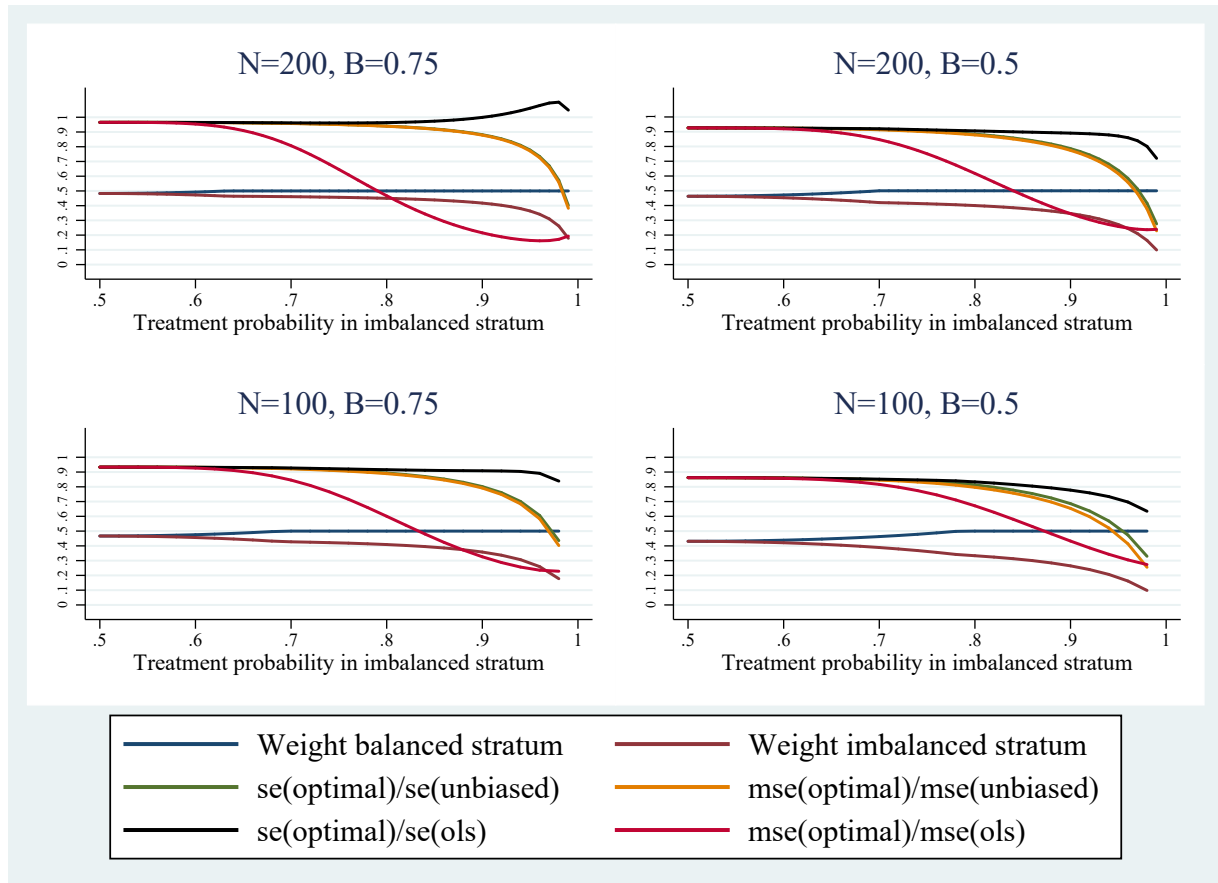 N=200, B=0.75
1
.9
.8
.7
.6
.5
.4
.3
.2
.1
0
.5 .6 .7 .8 .9 1
Treatment probability in imbalanced stratum
N=200, B=0.5
1
.9
.8
.7
.6
.5
.4
.3
.2
.1
0
.5 .6 .7 .8 .9 1
Treatment probability in imbalanced stratum
N=100, B=0.75
1
.9
.8
.7
.6
.5
.4
.3
.2
.1
0
.5 .6 .7 .8 .9 1
Treatment probability in imbalanced stratum
N=100, B=0.5
1
.9
.8
.7
.6
.5
.4
.3
.2
.1
0
.5 .6 .7 .8 .9 1
Treatment probability in imbalanced stratum
Weight balanced stratum
Weight imbalanced stratum
se(optimal)/se(unbiased)
mse(optimal)/mse(unbiased)
se(optimal)/se(ols)
mse(optimal)/mse(ols)